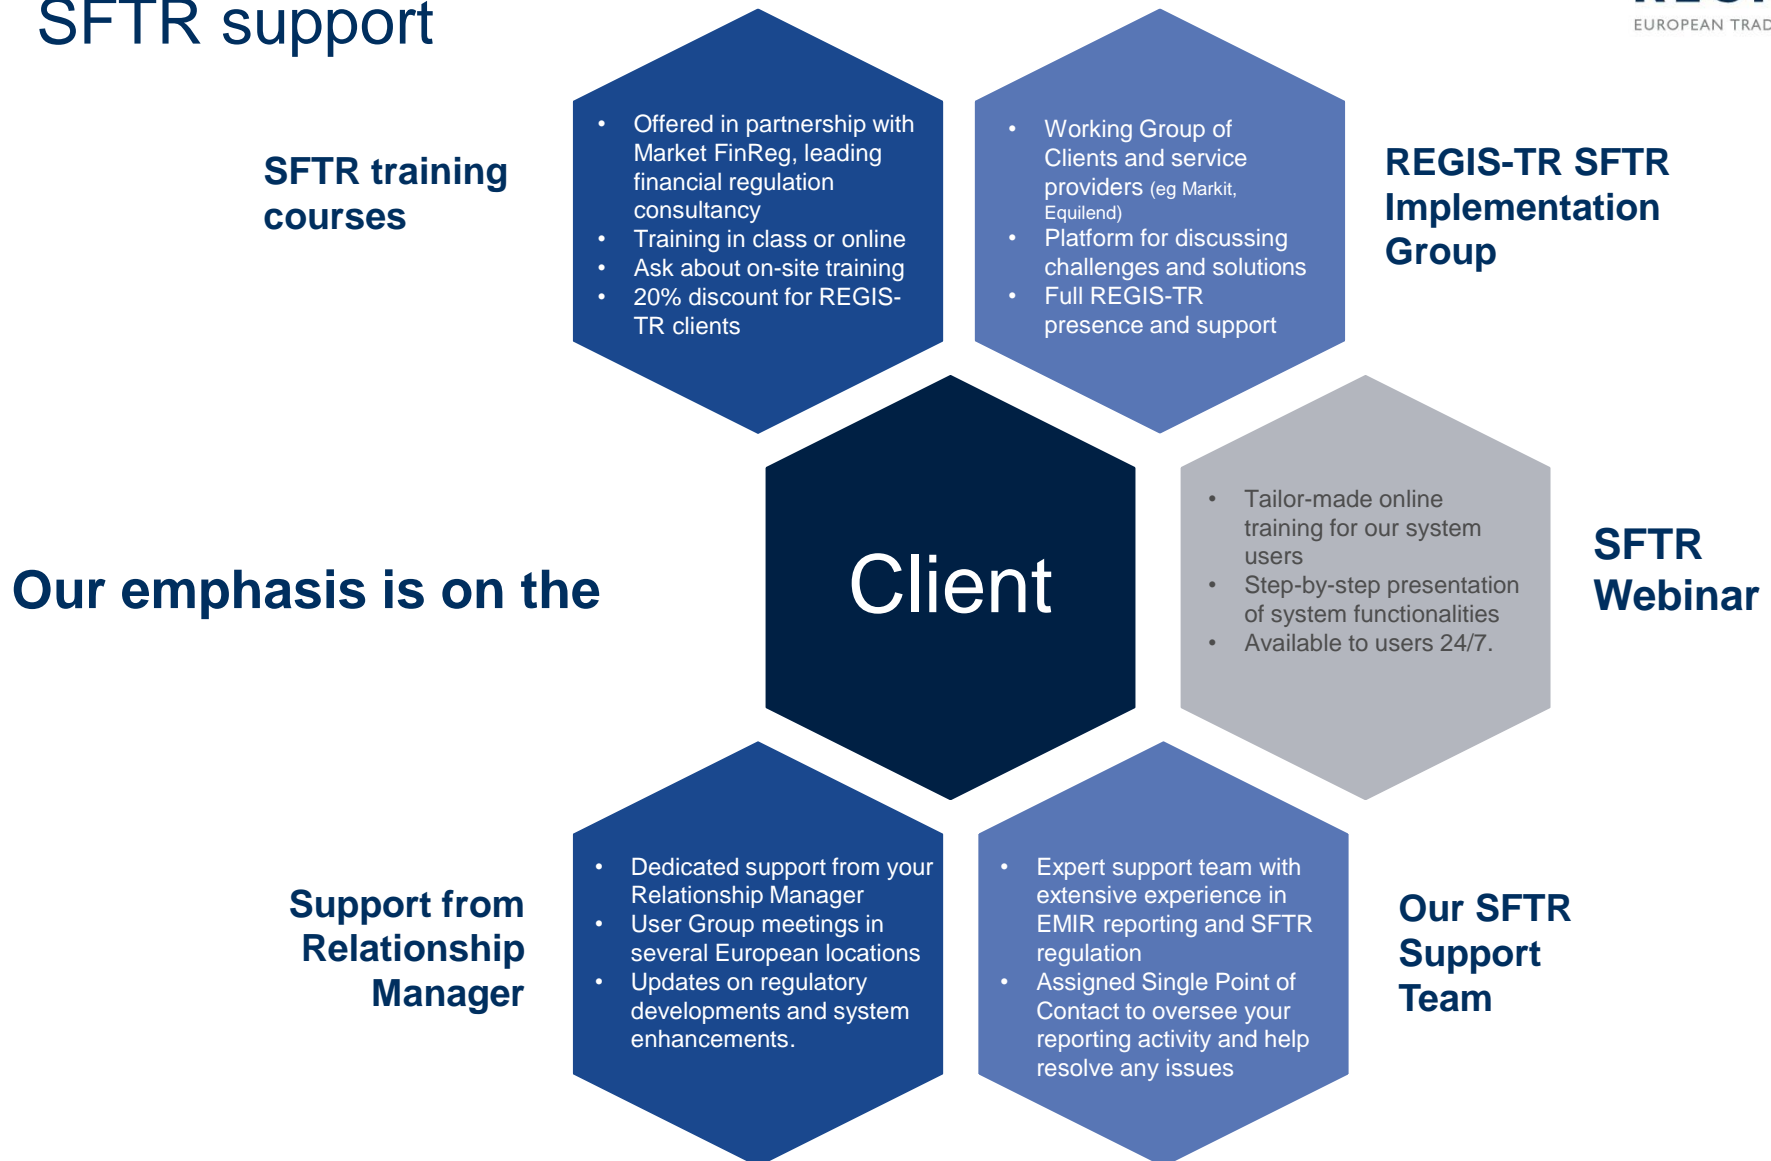 SFTR support
EUROPEAN TRAD
SFTR training
courses
• Offered in partnership with
Market FinReg, leading
financial regulation
consultancy
• Training in class or online
• Ask about on-site training
• 20% discount for REGIS-
TR clients
• Working Group of
Clients and service
providers (eg Markit,
Equilend)
• Platform for discussing
challenges and solutions
• Full REGIS-TR
presence and support
REGIS-TR SFTR
Implementation
Group
Our emphasis is on the
Client
• Tailor-made online
training for our system
users
• Step-by-step presentation
of system functionalities
• Available to users 24/7.
SFTR
Webinar
Support from
Relationship
Manager
• Dedicated support from your
Relationship Manager
• User Group meetings in
several European locations
• Updates on regulatory
developments and system
enhancements.
• Expert support team with
extensive experience in
EMIR reporting and SFTR
regulation
• Assigned Single Point of
Contact to oversee your
reporting activity and help
resolve any issues
Our SFTR
Support
Team